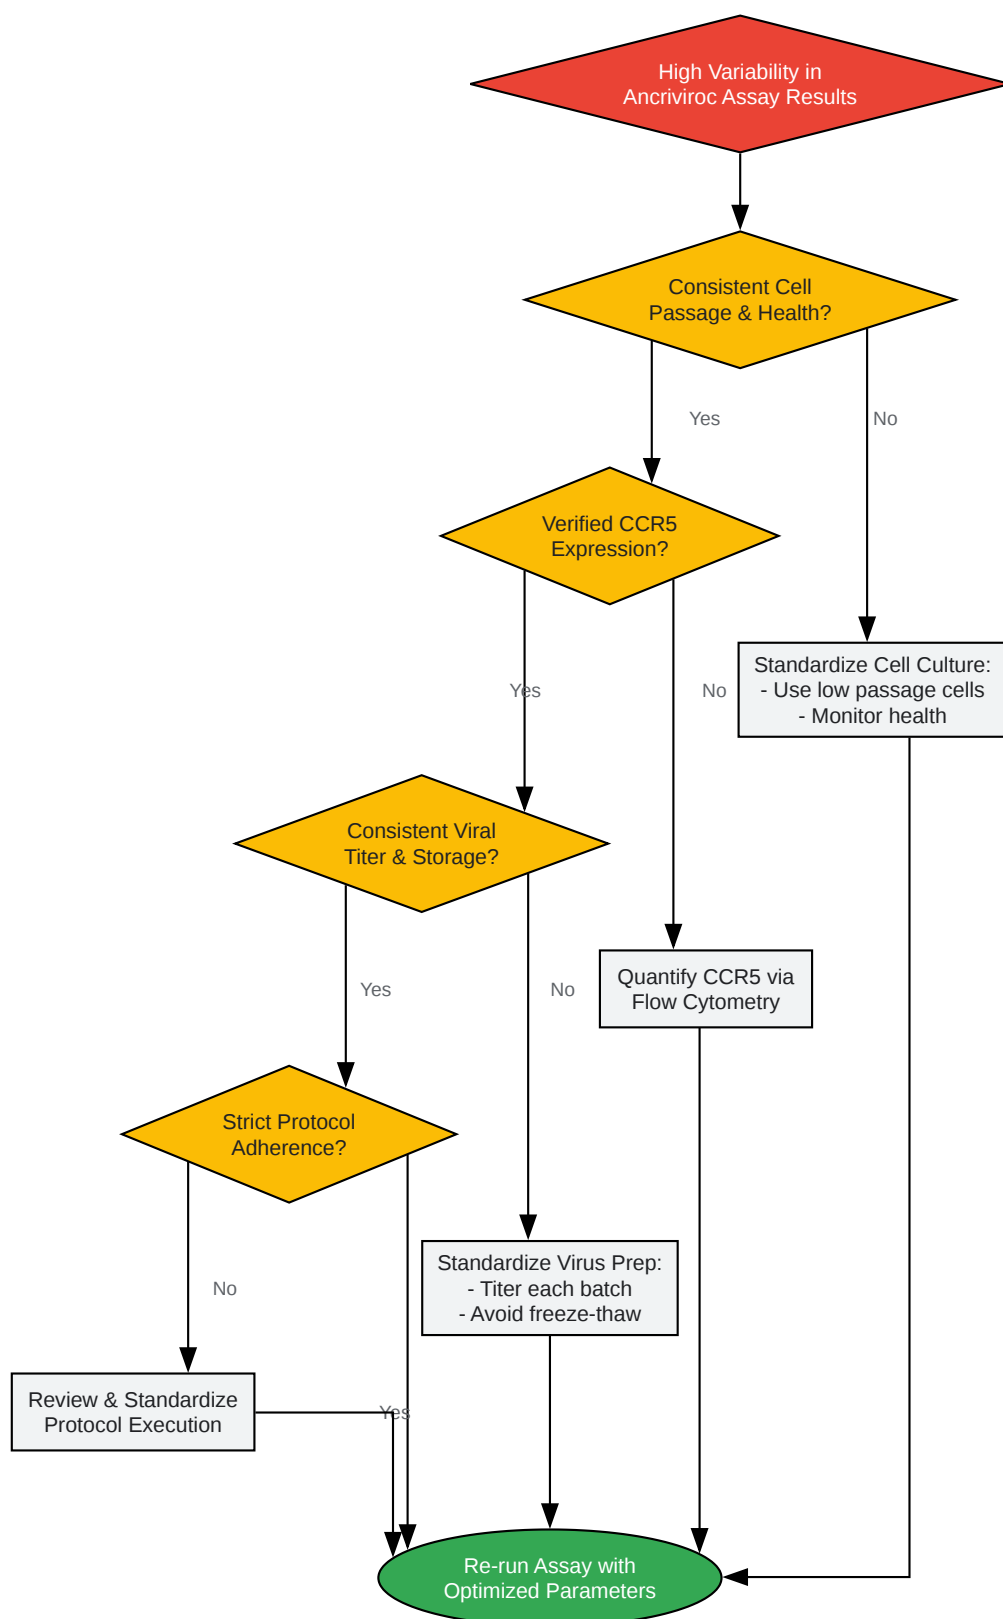 High Variability in
Ancriviroc Assay Results
Consistent Cell
Passage & Health?
Yes
No
Verified CCR5
Expression?
Yes
No
Standardize Cell Culture:
- Use low passage cells
- Monitor health
Consistent Viral
Titer & Storage?
Yes
No
Quantify CCR5 via
Flow Cytometry
Strict Protocol
Adherence?
No
Yes
Standardize Virus Prep:
- Titer each batch
- Avoid freeze-thaw
Review & Standardize
Protocol Execution
Re-run Assay with
Optimized Parameters